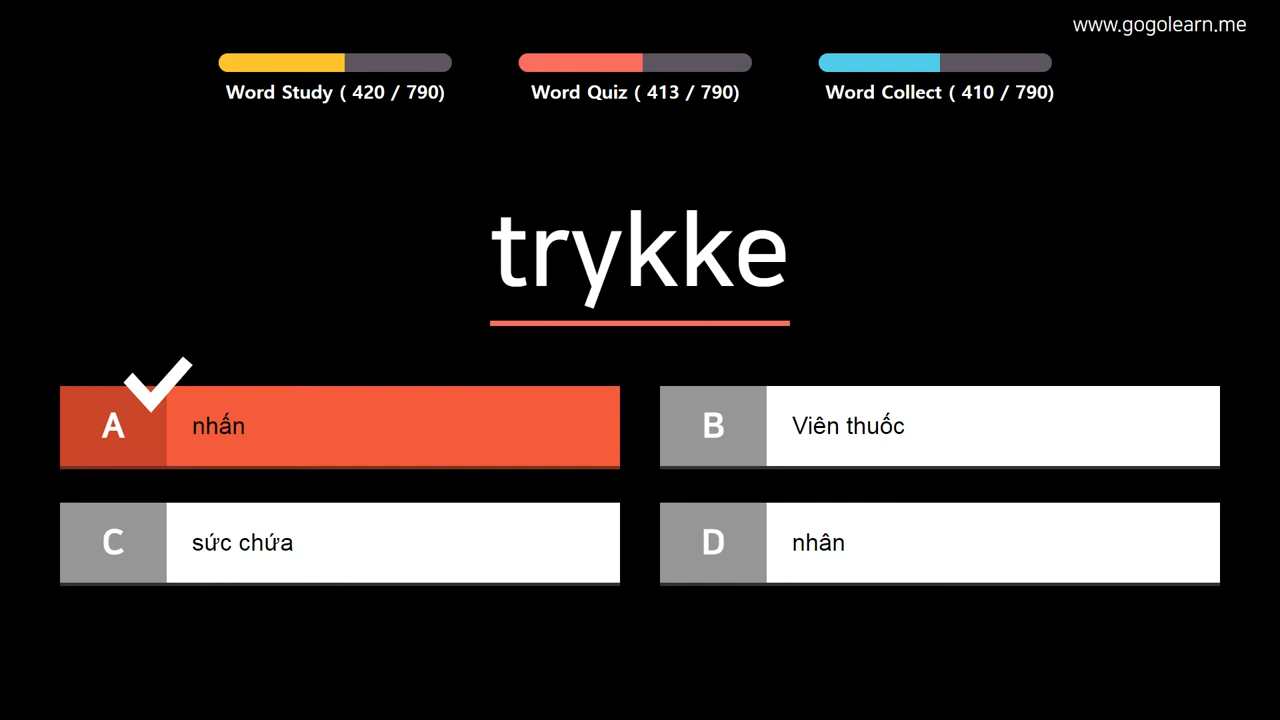 www.gogolearn.me
Word Study ( 420 / 790)
Word Quiz ( 413 / 790)
Word Collect ( 410 / 790)
trykke
A nhấn
B Viên thuốc
C sức chứa
D nhân